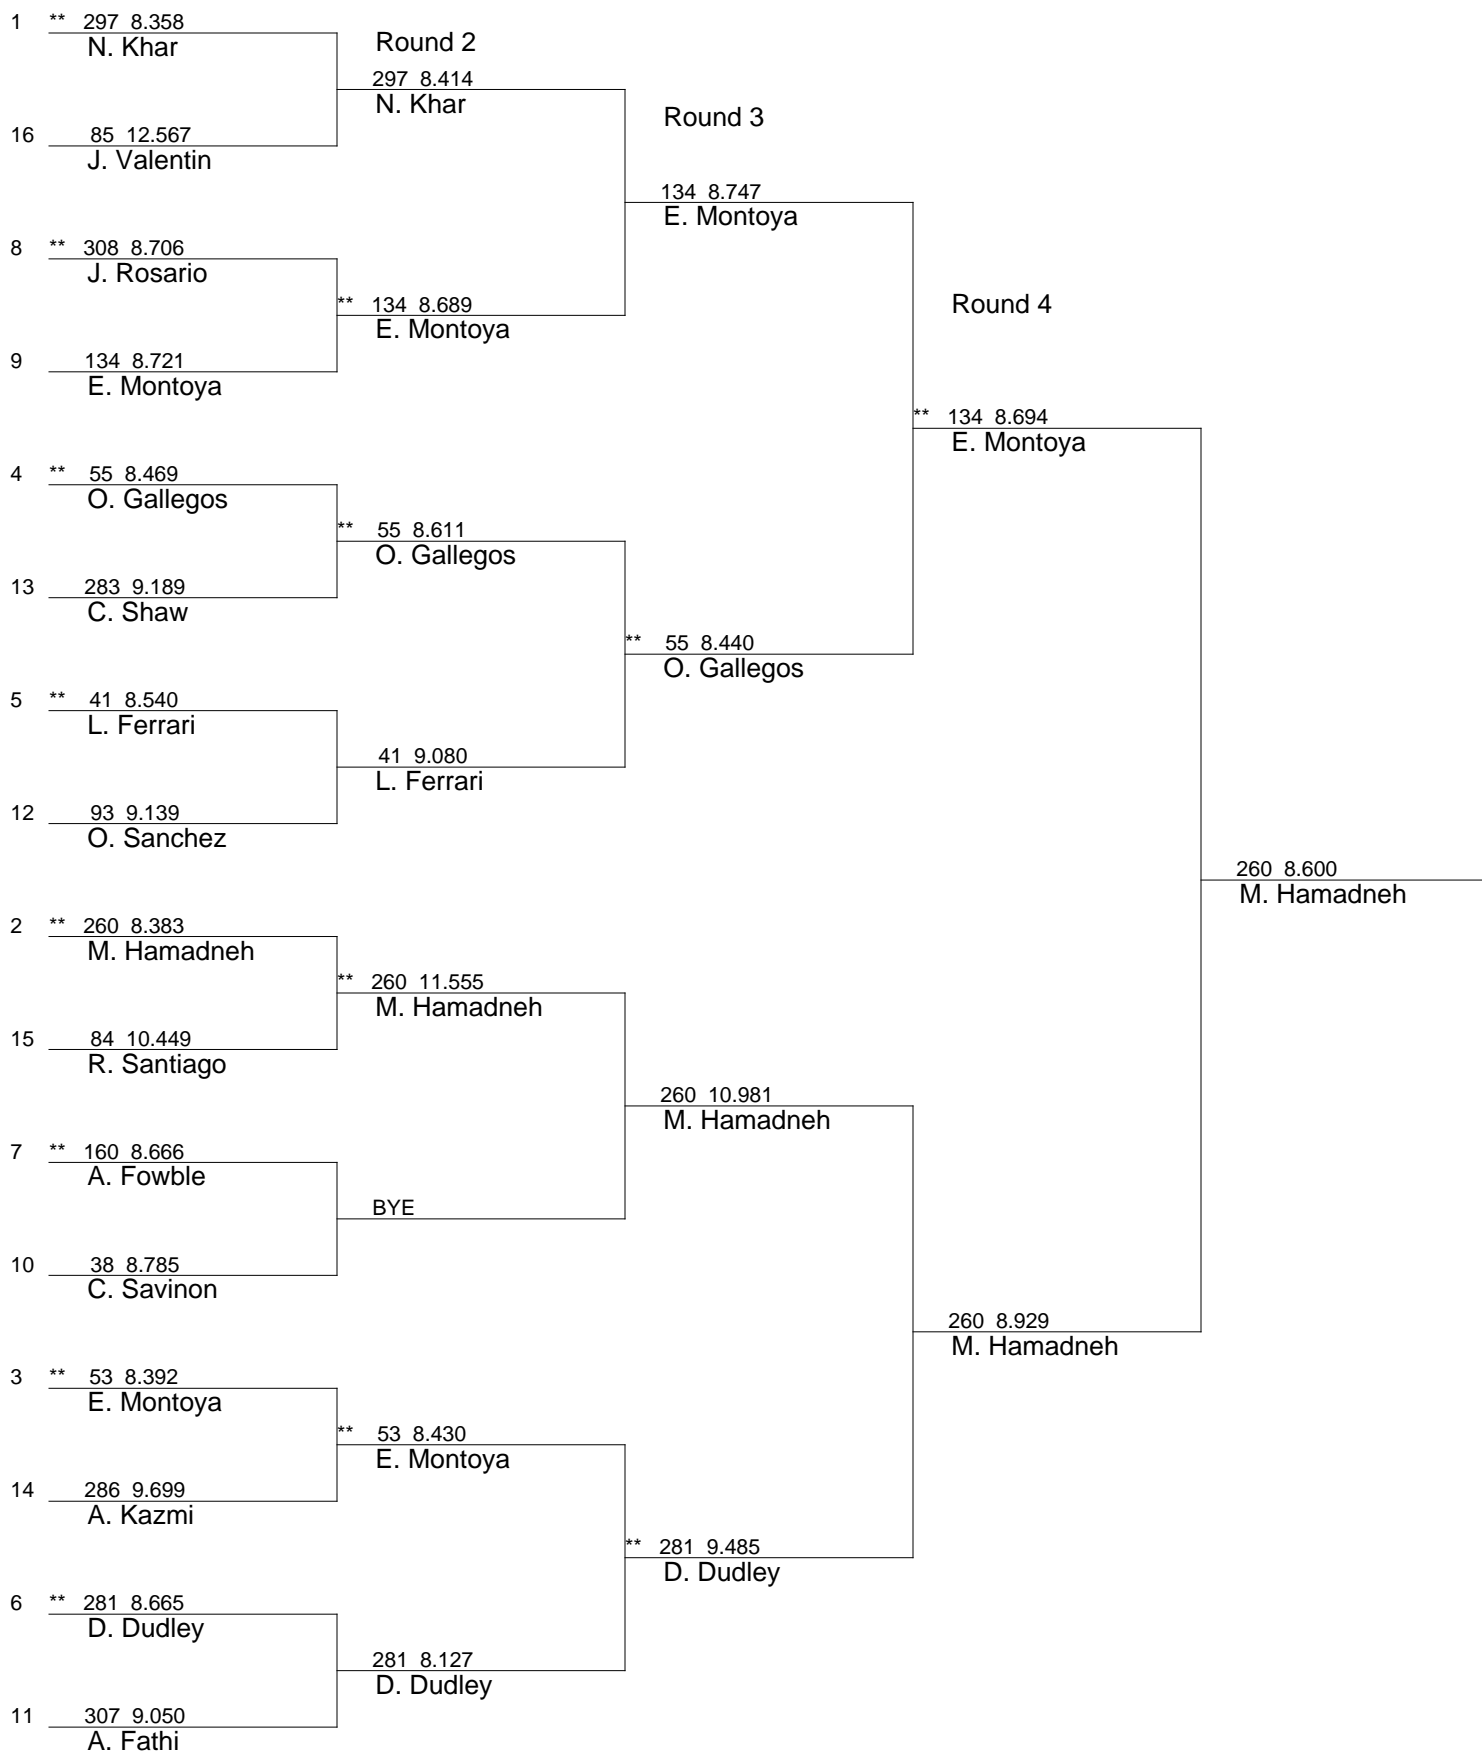 1 ** 297 8.358
N. Khar
Round 2
297 8.414
N. Khar
Round 3
16 85 12.567
J. Valentin
134 8.747
E. Montoya
8 ** 308 8.706
J. Rosario
** 134 8.689
E. Montoya
Round 4
9 134 8.721
E. Montoya
** 134 8.694
E. Montoya
4 ** 55 8.469
O. Gallegos
** 55 8.611
O. Gallegos
13 283 9.189
C. Shaw
** 55 8.440
O. Gallegos
5 ** 41 8.540
L. Ferrari
41 9.080
L. Ferrari
12 93 9.139
O. Sanchez
260 8.600
M. Hamadneh
2 ** 260 8.383
M. Hamadneh
** 260 11.555
M. Hamadneh
15 84 10.449
R. Santiago
260 10.981
M. Hamadneh
7 ** 160 8.666
A. Fowble
BYE
10 38 8.785
C. Savinon
260 8.929
M. Hamadneh
3 ** 53 8.392
E. Montoya
** 53 8.430
E. Montoya
14 286 9.699
A. Kazmi
** 281 9.485
D. Dudley
6 ** 281 8.665
D. Dudley
281 8.127
D. Dudley
11 307 9.050
A. Fathi